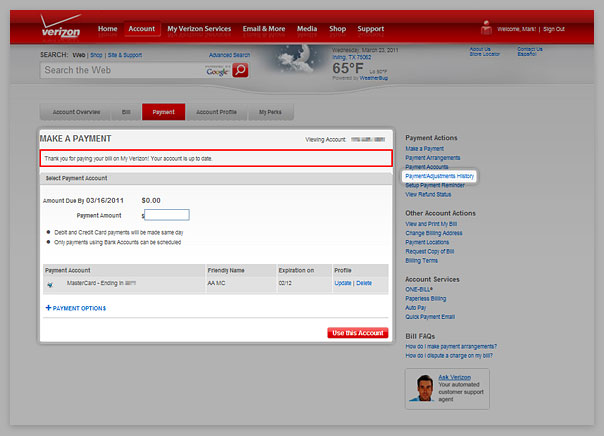 verizon
Home Account My Verizon Services Email & More Media Shop Support
Welcome, Mark! | Sign Out
SEARCH: Web | Shop | Site & Support Advanced Search
Search the Web
Google
Wednesday, March 23, 2011
Irving, TX 75062
65°F Lo 50°F
Powered by WeatherBug
About Us
Store Locator
Contact Us
Español
Account Overview Bill Payment Account Profile My Perks
MAKE A PAYMENT
Viewing Account:
Thank you for paying your bill on My Verizon! Your account is up to date.
Select Payment Account
Amount Due By 03/16/2011 $0.00
Payment Amount $
Debit and Credit Card payments will be made same day
Only payments using Bank Accounts can be scheduled
Payment Account Friendly Name Expiration on Profile
MasterCard - Ending in AA MC 02/12 Update | Delete
+ PAYMENT OPTIONS
Use this Account
Payment Actions
Make a Payment
Payment Arrangements
Payment Accounts
Payment/Adjustments History
Setup Payment Reminder
View Refund Status
Other Account Actions
View and Print My Bill
Change Billing Address
Payment Locations
Request Copy of Bill
Billing Terms
Account Services
ONE-BILL®
Paperless Billing
Auto Pay
Quick Payment Email
Bill FAQs
How do I make payment arrangements?
How do I dispute a charge on my bill?
Ask Verizon
Your automated
customer support
agent